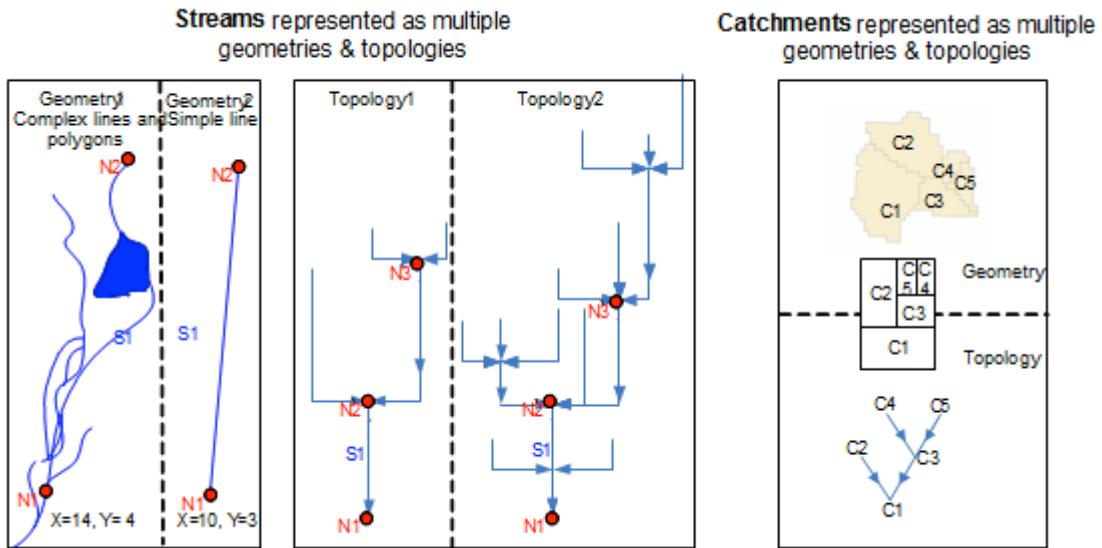 Streams represented as multiple
geometries & topologies
Catchments represented as multiple
geometries & topologies
Geometry1
Complex lines and
polygons
N2
S1
N1
X=14, Y= 4
Geometry2
Simple line
N2
S1
N1
X=10, Y=3
Topology1
N3
N2
S1
N1
Topology2
N3
N2
S1
N1
C2
C4
C5
C3
C1
Geometry
C2
C5
C4
C3
C1
Topology
C4
C5
C2
C3
C1